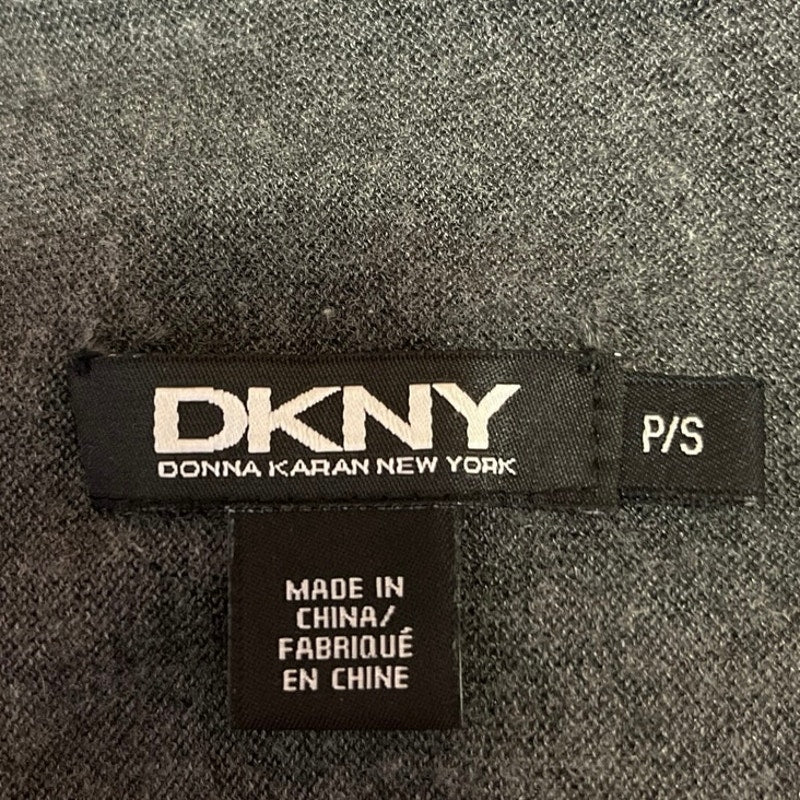 DKNY
DONNA KARAN NEW YORK
P/S
MADE IN
CHINA/
FABRIQUÉ
EN CHINE